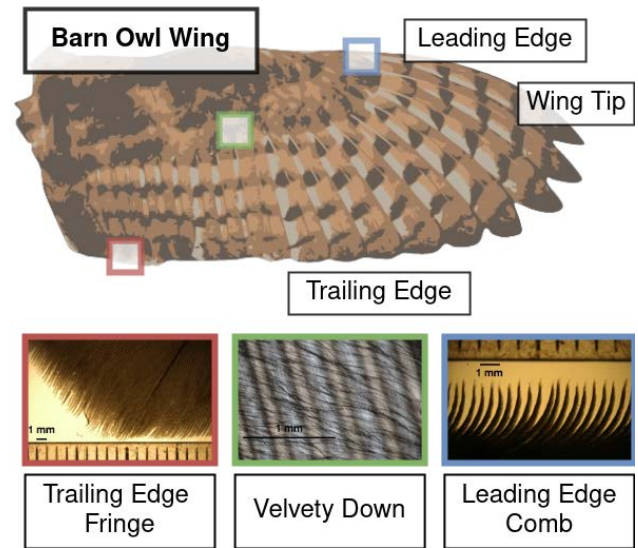 Barn Owl Wing
Leading Edge
Wing Tip
Trailing Edge
1 mm
1 mm
1 mm
Trailing Edge
Fringe
Velvety Down
Leading Edge
Comb